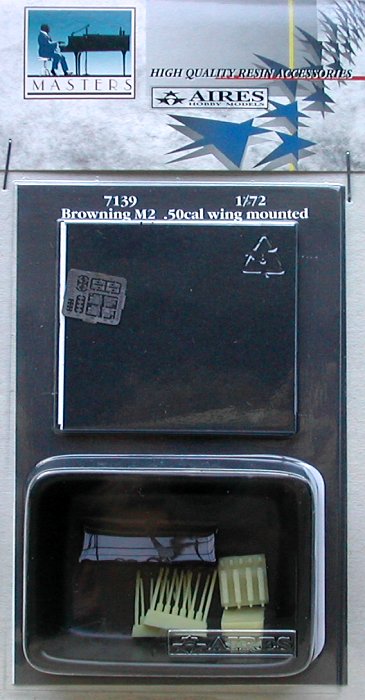 MASTERS
HIGH QUALITY RESIN ACCESSORIES
AIRES
HOBBY MODELS
7139 1/72
Browning M2 .50cal wing mounted
AIRES